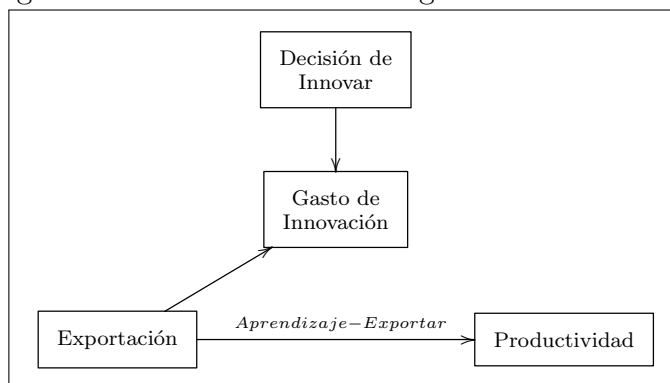 Decisión de
Innovar
Gasto de
Innovación
Aprendizaje−Exportar
Exportación
Productividad